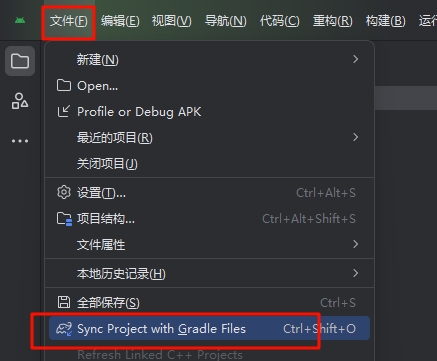 文件(F) 编辑(E) 视图(V) 导航(N) 代码(C) 重构(R) 构建(B) 运行
新建(N)
Open...
Profile or Debug APK
最近的项目(R)
关闭项目(J)
设置(T)... Ctrl+Alt+S
项目结构... Ctrl+Alt+Shift+S
文件属性
本地历史记录(H)
全部保存(S) Ctrl+S
Sync Project with Gradle Files Ctrl+Shift+O
Refresh Linked C++ Projects